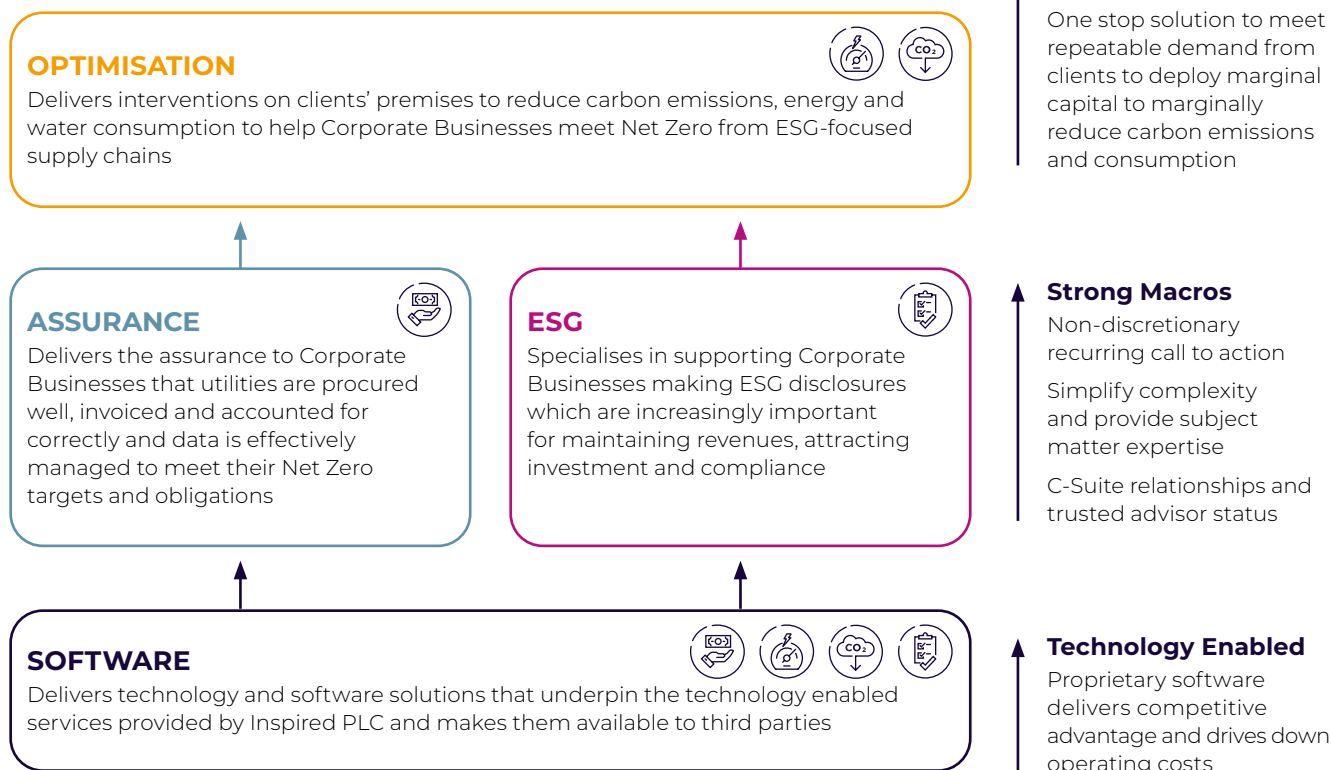 One stop solution to meet
repeatable demand from
clients to deploy marginal
capital to marginally
reduce carbon emissions
and consumption
OPTIMISATION
CO2
Delivers interventions on clients' premises to reduce carbon emissions, energy and
water consumption to help Corporate Businesses meet Net Zero from ESG-focused
supply chains
ASSURANCE
Delivers the assurance to Corporate
Businesses that utilities are procured
well, invoiced and accounted for
correctly and data is effectively
managed to meet their Net Zero
targets and obligations
ESG
Specialises in supporting Corporate
Businesses making ESG disclosures
which are increasingly important
for maintaining revenues, attracting
investment and compliance
Strong Macros
Non-discretionary
recurring call to action
Simplify complexity
and provide subject
matter expertise
C-Suite relationships and
trusted advisor status
SOFTWARE
CO2
Delivers technology and software solutions that underpin the technology enabled
services provided by Inspired PLC and makes them available to third parties
Technology Enabled
Proprietary software
delivers competitive
advantage and drives down
operating costs